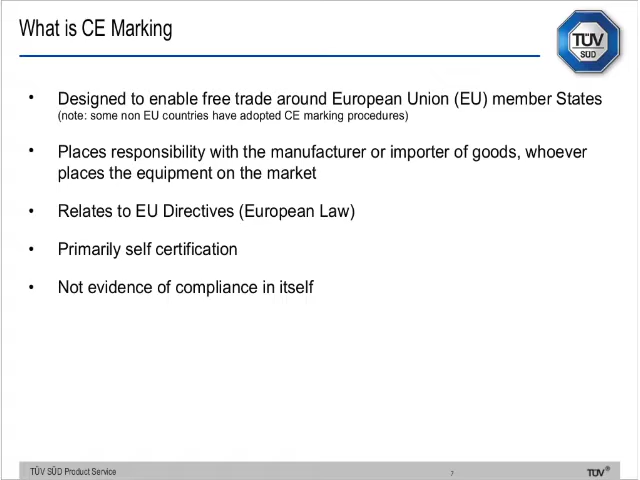 What is CE Marking
TÜV
SÜD
• Designed to enable free trade around European Union (EU) member States
(note: some non EU countries have adopted CE marking procedures)
• Places responsibility with the manufacturer or importer of goods, whoever
places the equipment on the market
• Relates to EU Directives (European Law)
• Primarily self certification
• Not evidence of compliance in itself
TÜV SÜD Product Service
7
TÜV®